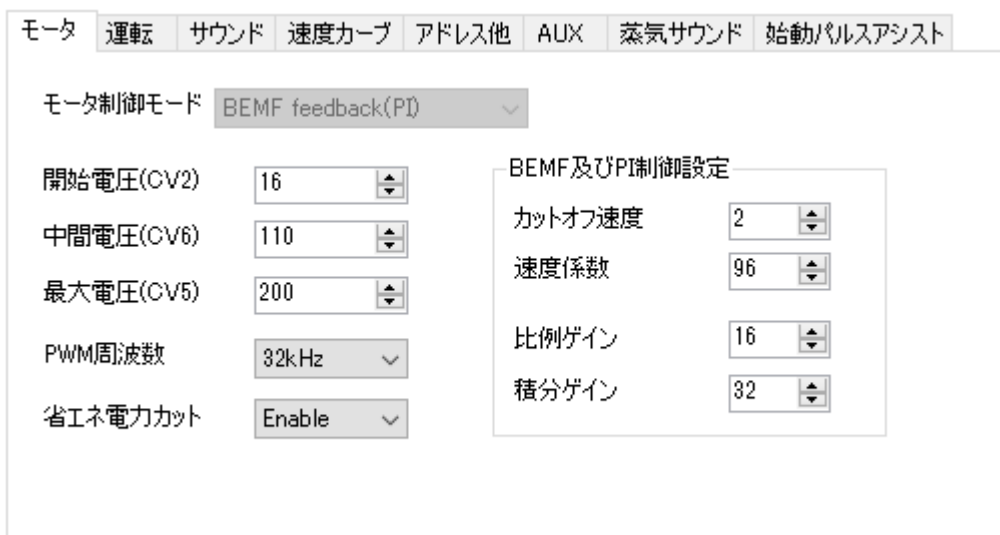 モータ 運転 サウンド 速度カーブ アドレス他 AUX 蒸気サウンド 始動パルスアシスト
モータ制御モード BEMF feedback(PI)
開始電圧(CV2) 16
中間電圧(CV6) 110
最大電圧(CV5) 200
PWM周波数 32kHz
省エネ電力カット Enable
BEMF及びPI制御設定
カットオフ速度 2
速度係数 96
比例ゲイン 16
積分ゲイン 32